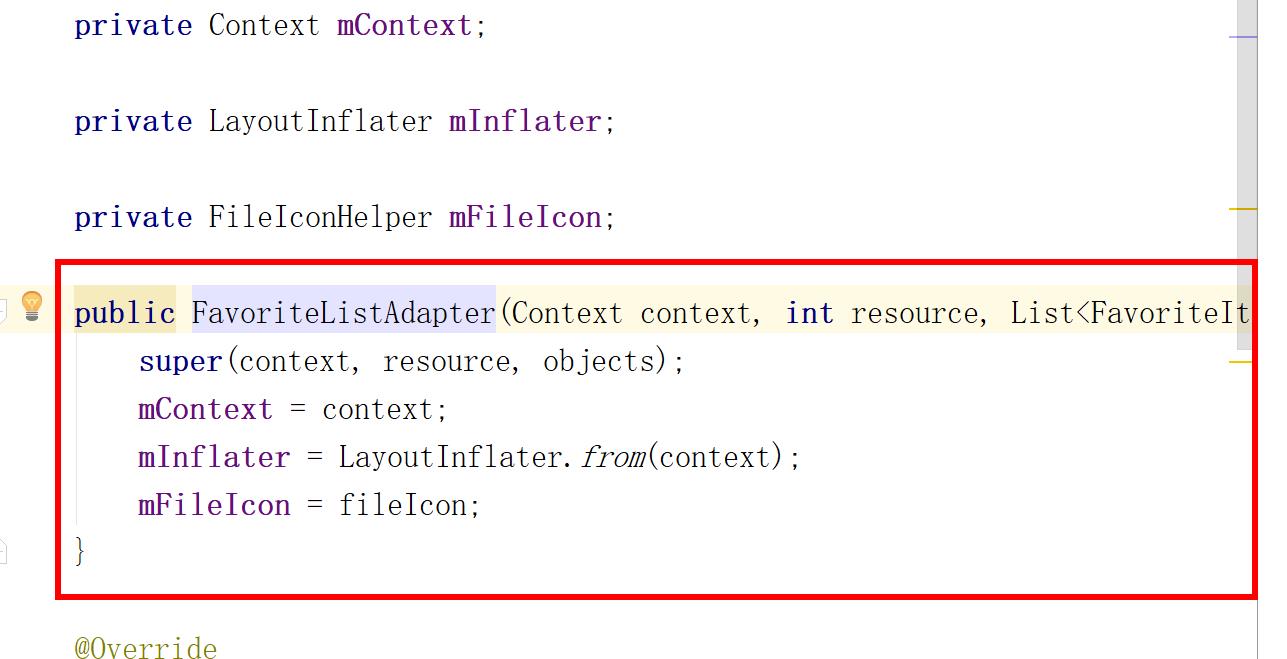 private Context mContext;
private LayoutInflater mInflater;
private FileIconHelper mFileIcon;
public FavoriteListAdapter(Context context, int resource, List<FavoriteIt
super(context, resource, objects);
mContext = context;
mInflater = LayoutInflater.from(context);
mFileIcon = fileIcon;
}
@Override